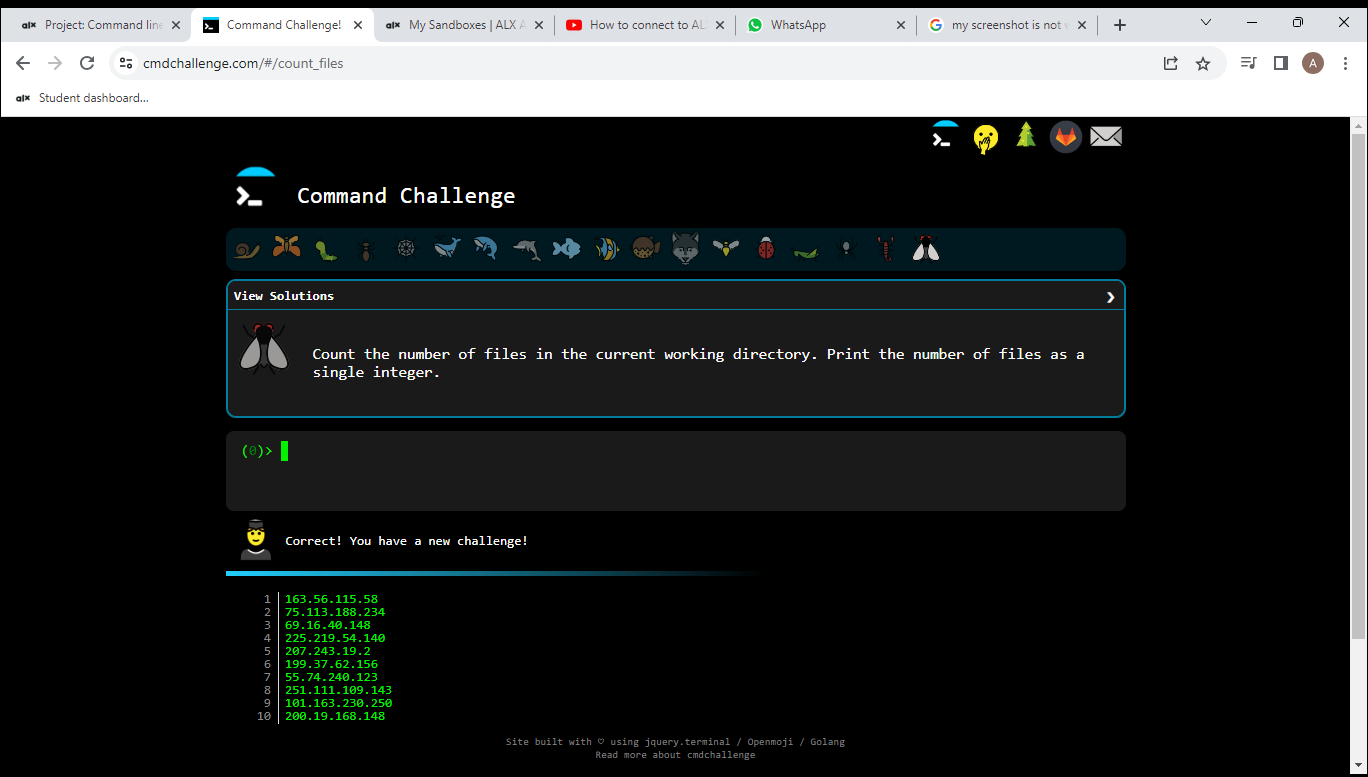 alx Project: Command line
Command Challenge!
alx My Sandboxes | ALX A
How to connect to AL
WhatsApp
my screenshot is not w
cmdchallenge.com/#/count_files
A
alx Student dashboard...
Command Challenge
View Solutions
Count the number of files in the current working directory. Print the number of files as a
single integer.
(0)>
Correct! You have a new challenge!
1 163.56.115.58
2 75.113.188.234
3 69.16.40.148
4 225.219.54.140
5 207.243.19.2
6 199.37.62.156
7 55.74.240.123
8 251.111.109.143
9 101.163.230.250
10 200.19.168.148
Site built with ♡ using jquery.terminal / Openmoji / Golang
Read more about cmdchallenge